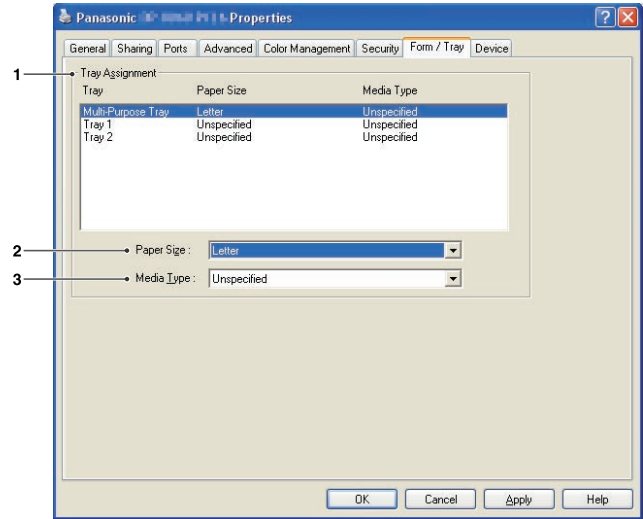 Panasonic Properties
General Sharing Ports Advanced Color Management Security Form / Tray Device
1 Tray Assignment
Tray Paper Size Media Type
Multi-Purpose Tray Letter Unspecified
Tray 1 Unspecified Unspecified
Tray 2 Unspecified Unspecified
2 Paper Size : Letter
3 Media Type : Unspecified
OK Cancel Apply Help